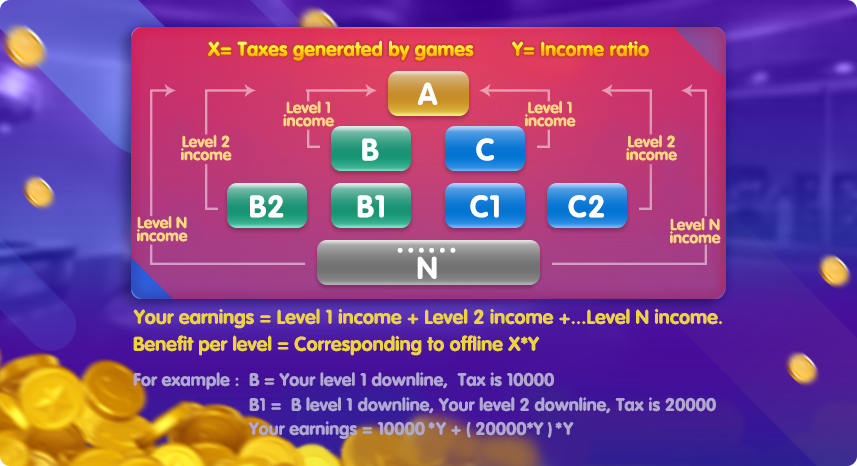 X= Taxes generated by games Y= Income ratio
A
Level 1
income
Level 1
income
Level 2
income
B
C
Level 2
income
B2
B1
C1
C2
Level N
income
Level N
income
......
N
Your earnings = Level 1 income + Level 2 income +...Level N income.
Benefit per level = Corresponding to offline X*Y
For example : B = Your level 1 downline, Tax is 10000
B1 = B level 1 downline, Your level 2 downline, Tax is 20000
Your earnings = 10000 *Y + ( 20000*Y ) *Y